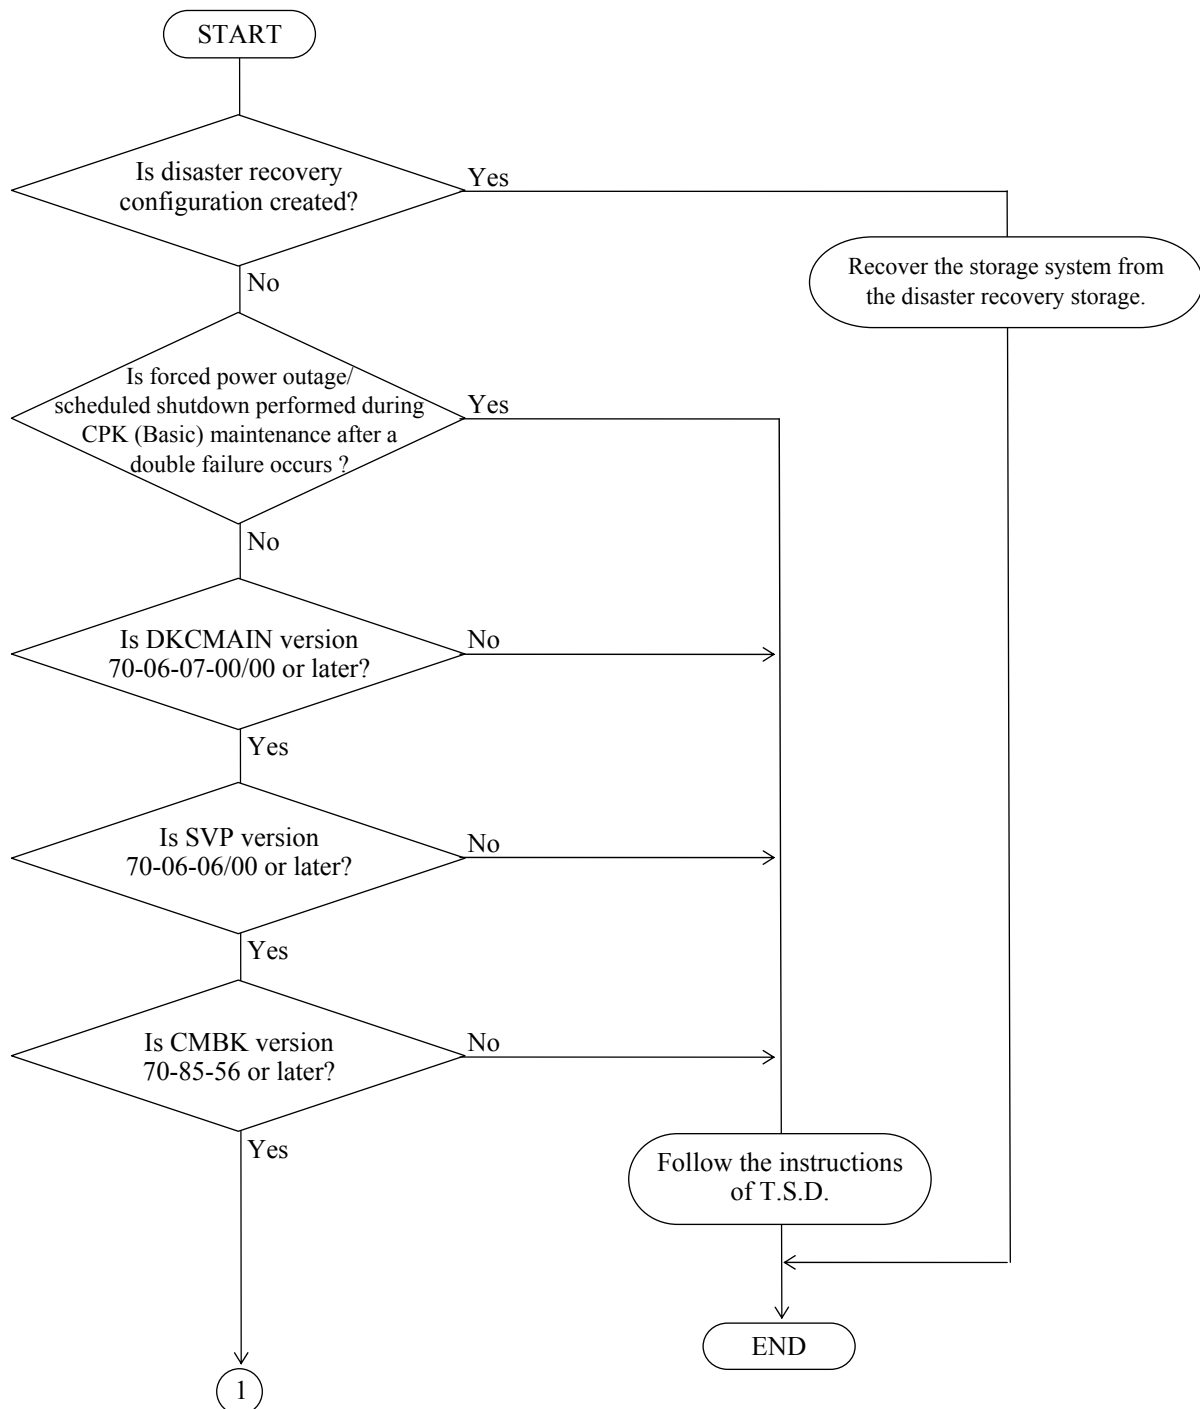 START
Is disaster recovery
configuration created?
Yes
Recover the storage system from
the disaster recovery storage.
No
Is forced power outage/
scheduled shutdown performed during
CPK (Basic) maintenance after a
double failure occurs ?
Yes
No
Is DKCMAIN version
70-06-07-00/00 or later?
No
Yes
Is SVP version
70-06-06/00 or later?
No
Yes
Is CMBK version
70-85-56 or later?
No
Yes
Follow the instructions
of T.S.D.
END
1